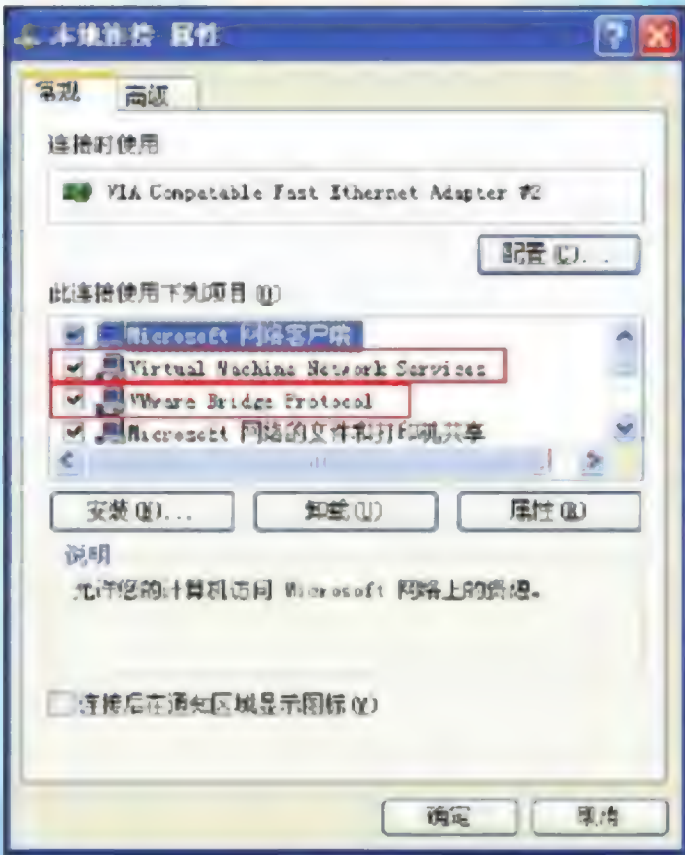 本地连接 属性
常规
高级
连接时使用
VIA Compatable Fast Ethernet Adapter #2
配置(C)...
此连接使用下列项目(O)
Microsoft 网络客户端
Virtual Machine Network Services
VMware Bridge Protocol
Microsoft 网络的文件和打印机共享
安装(N)...
卸载(U)
属性(R)
说明
允许您的计算机访问 Microsoft 网络上的资源。
连接后在通知区域显示图标(W)
确定
取消